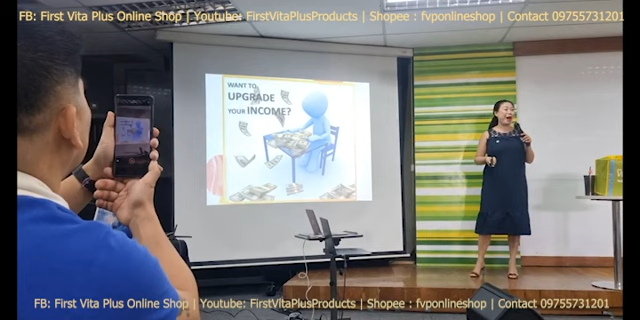 FB: First Vita Plus Online Shop | Youtube: FirstVitaPlusProducts | Shopee : fvponlineshop | Contact 09755731201
WANT TO
UPGRADE
YOUR INCOME?
FB: First Vita Plus Online Shop | Youtube: FirstVitaPlusProducts | Shopee : fvponlineshop | Contact 09755731201